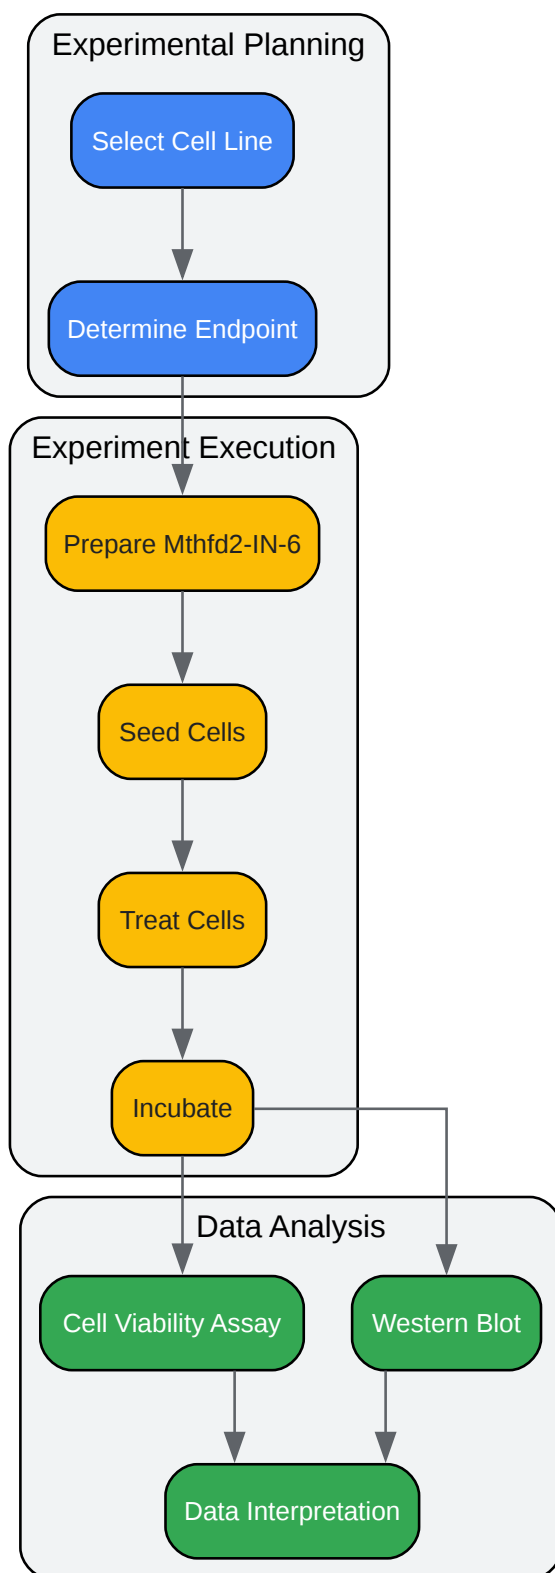 Experimental Planning
Select Cell Line
Determine Endpoint
Experiment Execution
Prepare Mthfd2-IN-6
Seed Cells
Treat Cells
Incubate
Data Analysis
Cell Viability Assay
Western Blot
Data Interpretation